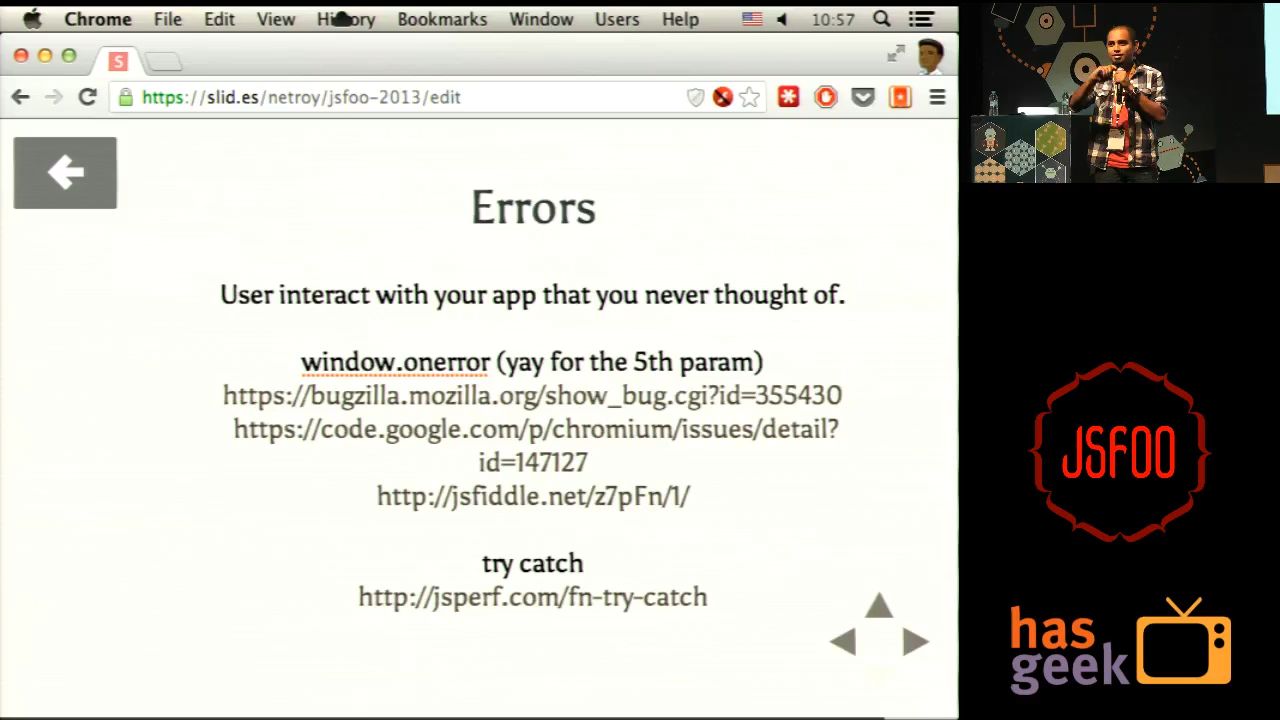 Chrome File Edit View History Bookmarks Window Users Help 10:57
S
https://slid.es/netroy/jsfoo-2013/edit
Errors
User interact with your app that you never thought of.
window.onerror (yay for the 5th param)
https://bugzilla.mozilla.org/show_bug.cgi?id=355430
https://code.google.com/p/chromium/issues/detail?
id=147127
http://jsfiddle.net/z7pFn/1/
try catch
http://jsperf.com/fn-try-catch
JSFOO
has
geek